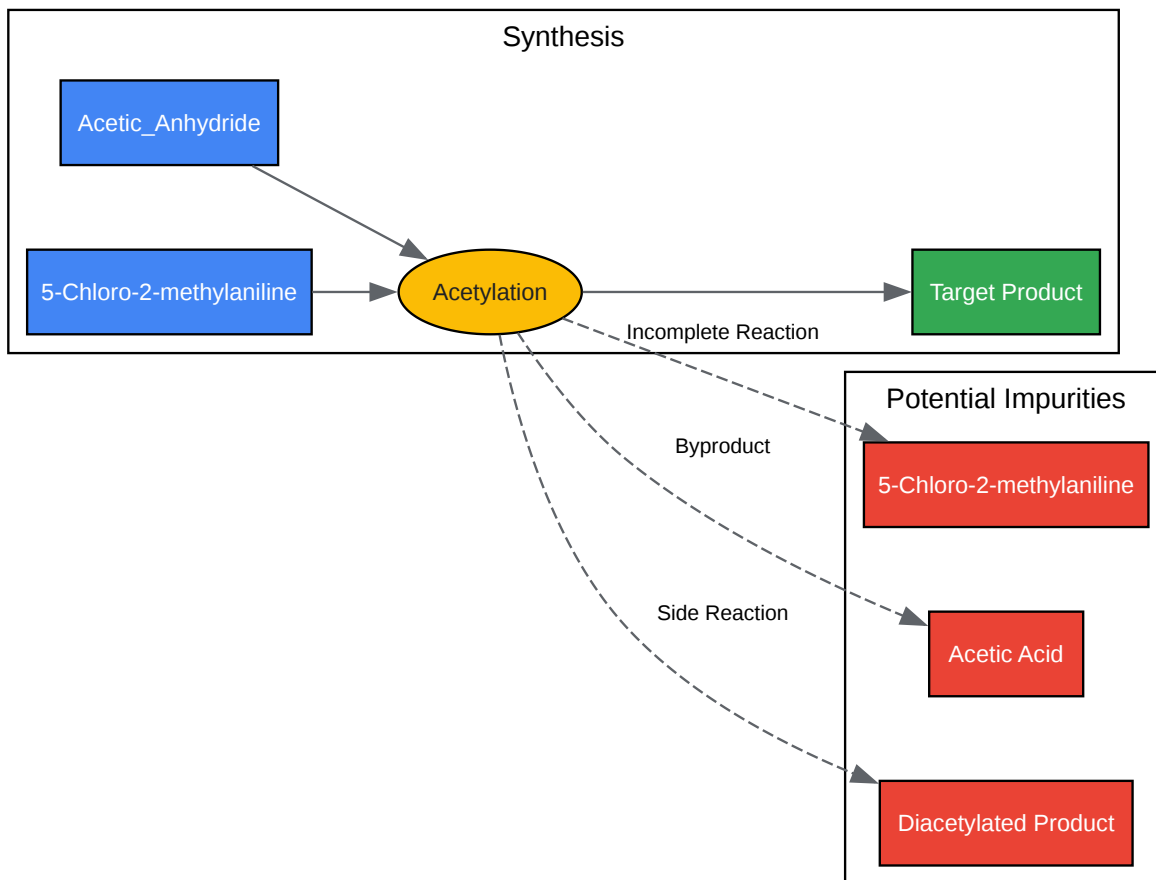 Synthesis
Acetic_Anhydride
5-Chloro-2-methylaniline
Acetylation
Target Product
Incomplete Reaction
Potential Impurities
Byproduct
5-Chloro-2-methylaniline
Side Reaction
Acetic Acid
Diacetylated Product